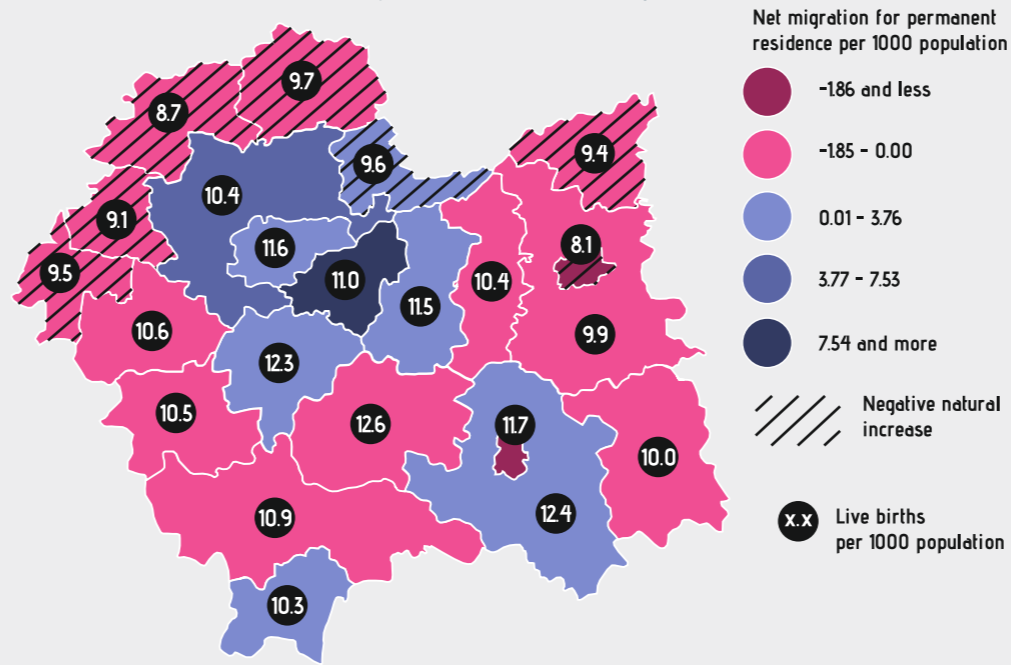 9.7
8.7
9.6
9.4
10.4
9.1
11.6
8.1
9.5
11.0
10.4
11.5
10.6
9.9
12.3
10.5
12.6
11.7
10.0
10.9
12.4
10.3
Net migration for permanent
residence per 1000 population
-1.86 and less
-1.85 - 0.00
0.01 - 3.76
3.77 - 7.53
7.54 and more
Negative natural
increase
x.x
Live births
per 1000 population